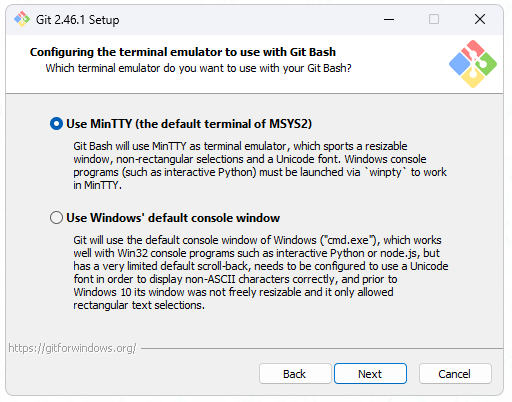 Git 2.46.1 Setup
Configuring the terminal emulator to use with Git Bash
Which terminal emulator do you want to use with your Git Bash?
Use MinTTY (the default terminal of MSYS2)
Git Bash will use MinTTY as terminal emulator, which sports a resizable
window, non-rectangular selections and a Unicode font. Windows console
programs (such as interactive Python) must be launched via `winpty` to work
in MinTTY.
Use Windows' default console window
Git will use the default console window of Windows ("cmd.exe"), which works
well with Win32 console programs such as interactive Python or node.js, but
has a very limited default scroll-back, needs to be configured to use a Unicode
font in order to display non-ASCII characters correctly, and prior to
Windows 10 its window was not freely resizable and it only allowed
rectangular text selections.
https://gitforwindows.org/
Back
Next
Cancel